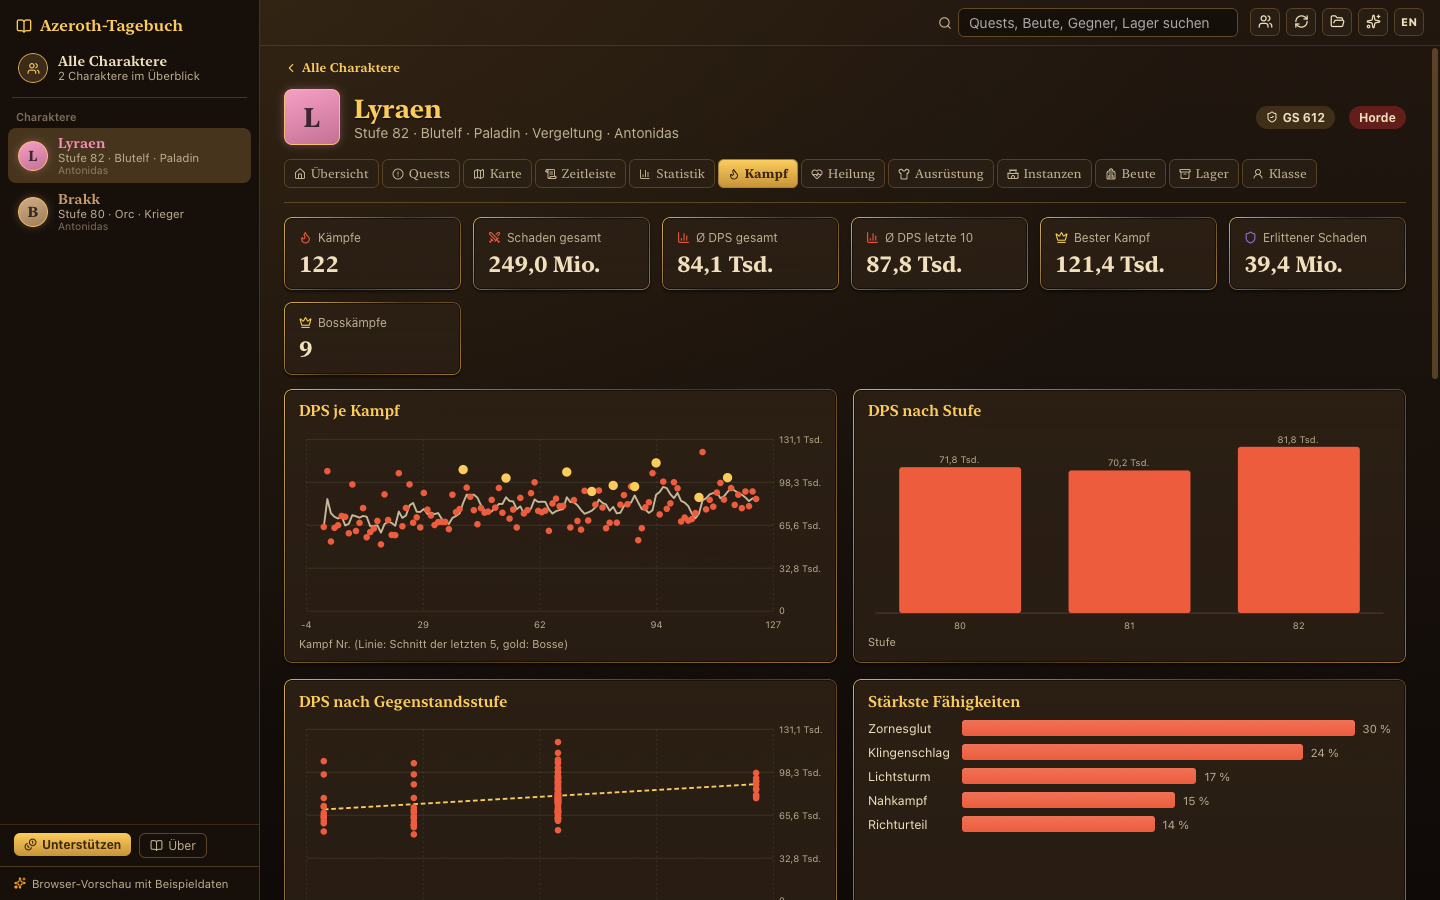 Azeroth-Tagebuch
Alle Charaktere
2 Charaktere im Überblick
Charaktere
L
Lyraen
Stufe 82 · Blutelf · Paladin
Antonidas
B
Brakk
Stufe 80 · Orc · Krieger
Antonidas
Unterstützen
Über
Browser-Vorschau mit Beispieldaten
Quests, Beute, Gegner, Lager suchen
EN
Alle Charaktere
L
Lyraen
Stufe 82 · Blutelf · Paladin · Vergeltung · Antonidas
GS 612
Horde
Übersicht
Quests
Karte
Zeitleiste
Statistik
Kampf
Heilung
Ausrüstung
Instanzen
Beute
Lager
Klasse
Kämpfe
122
Schaden gesamt
249,0 Mio.
Ø DPS gesamt
84,1 Tsd.
Ø DPS letzte 10
87,8 Tsd.
Bester Kampf
121,4 Tsd.
Erlittener Schaden
39,4 Mio.
Bosskämpfe
9
DPS je Kampf
131,1 Tsd.
98,3 Tsd.
65,6 Tsd.
32,8 Tsd.
0
-4 29 62 94 127
Kampf Nr. (Linie: Schnitt der letzten 5, gold: Bosse)
DPS nach Stufe
71,8 Tsd.
70,2 Tsd.
81,8 Tsd.
80 81 82
Stufe
DPS nach Gegenstandsstufe
131,1 Tsd.
98,3 Tsd.
65,6 Tsd.
32,8 Tsd.
Stärkste Fähigkeiten
Zornesglut 30 %
Klingenschlag 24 %
Lichtsturm 17 %
Nahkampf 15 %
Richturteil 14 %